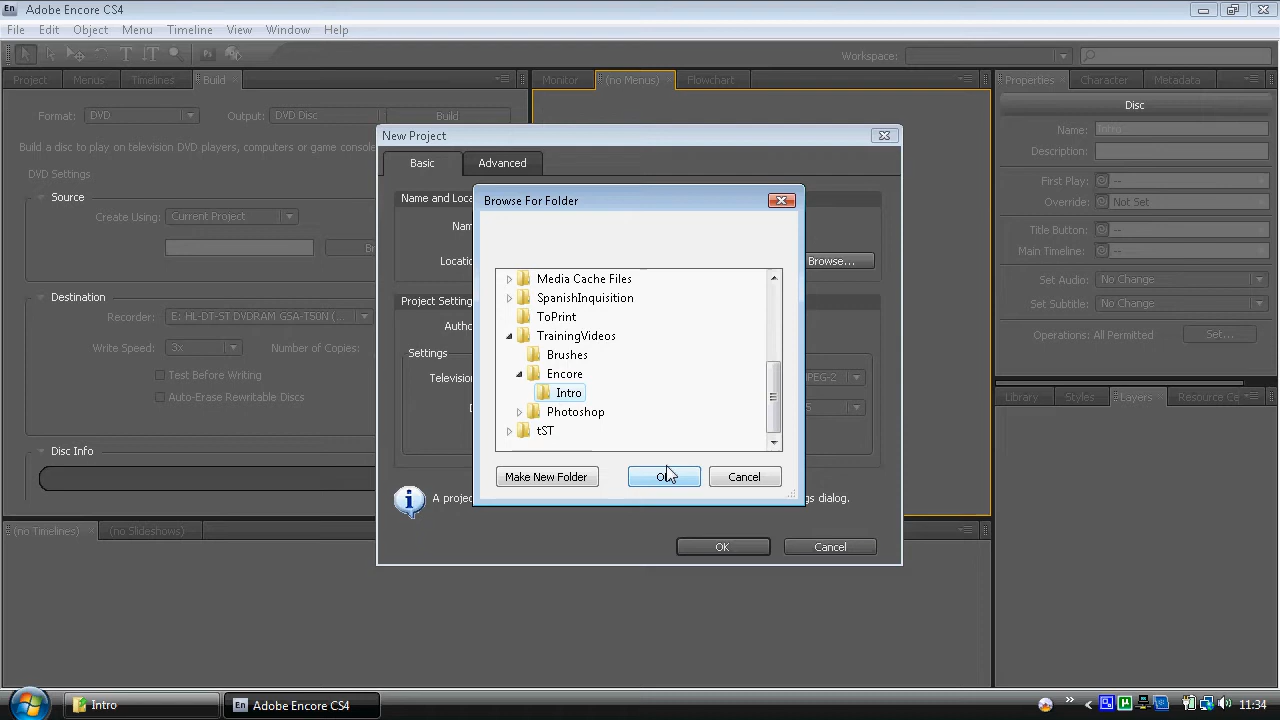 Adobe Encore CS4
File Edit Object Menu Timeline View Window Help
Workspace:
Project Menus Timelines Build Monitor (no Menus) Flowchart Properties Character Metadata
Format: DVD Output: DVD Disc Build
Build a disc to play on television DVD players, computers or game console
DVD Settings
Source
Create Using: Current Project
Destination
Recorder: E: HL-DT-ST DVDRAM GSA-T50N (...
Write Speed: 3x Number of Copies:
Test Before Writing
Auto-Erase Rewritable Discs
Disc Info
New Project
Basic Advanced
Name and Loca
Nam
Locatio
Browse...
Project Setting
Autho
Settings
Televisio
PEG-2
A projec
gs dialog.
OK Cancel
Browse For Folder
Media Cache Files
SpanishInquisition
ToPrint
TrainingVideos
Brushes
Encore
Intro
Photoshop
tST
Make New Folder Cancel
Disc
Name: Intro
Description:
First Play: --
Override: Not Set
Title Button: --
Main Timeline: --
Set Audio: No Change
Set Subtitle: No Change
Operations: All Permitted Set...
Library Styles Layers Resource Ce
(no Timelines) (no Slideshows)
Intro Adobe Encore CS4 11:34